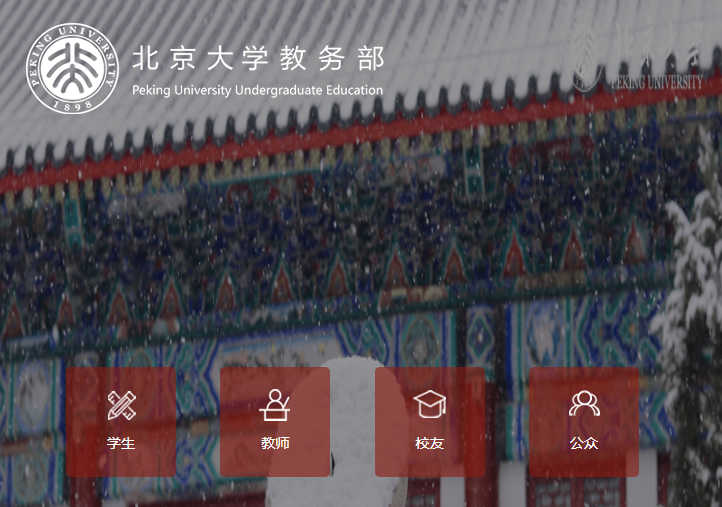 PEKING UNIVERSITY
1898
北京大学教务部
Peking University Undergraduate Education
PEKING UNIVERSITY
学生
教师
校友
公众